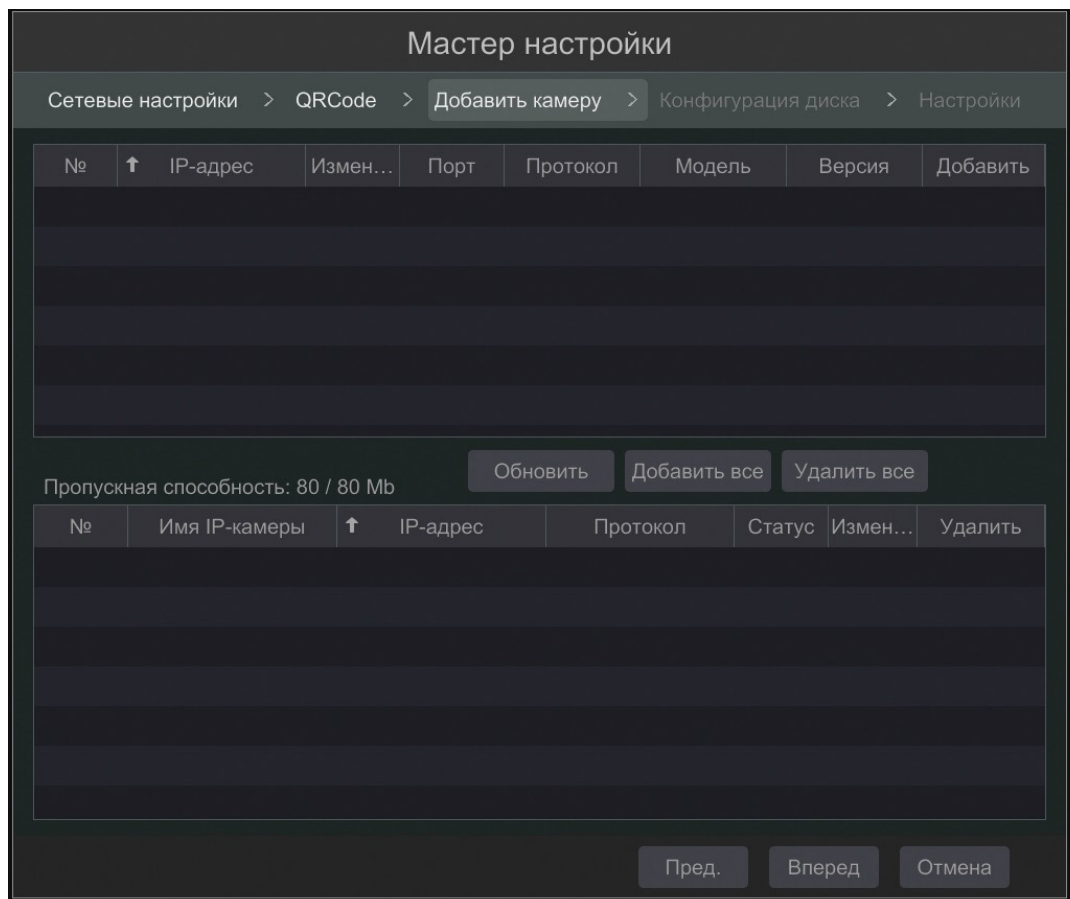 Мастер настройки
Сетевые настройки > QRCode > Добавить камеру > Конфигурация диска > Настройки
№ ↑ IP-адрес Измен... Порт Протокол Модель Версия Добавить
Обновить Добавить все Удалить все
Пропускная способность: 80 / 80 Mb
№ Имя IP-камеры ↑ IP-адрес Протокол Статус Измен... Удалить
Пред. Вперед Отмена